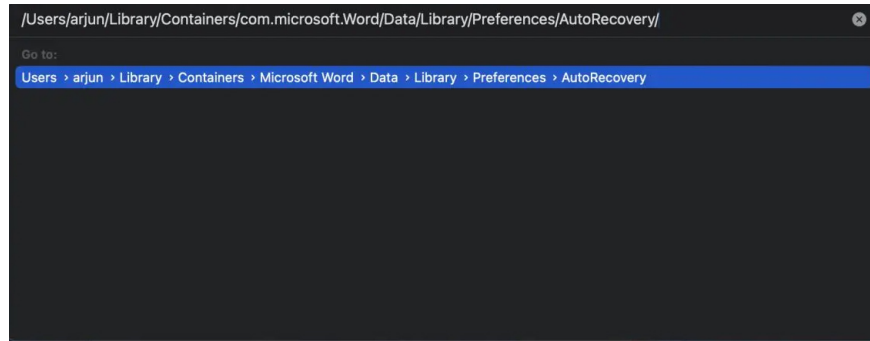 /Users/arjun/Library/Containers/com.microsoft.Word/Data/Library/Preferences/AutoRecovery/
Go to:
Users › arjun › Library › Containers › Microsoft Word › Data › Library › Preferences › AutoRecovery